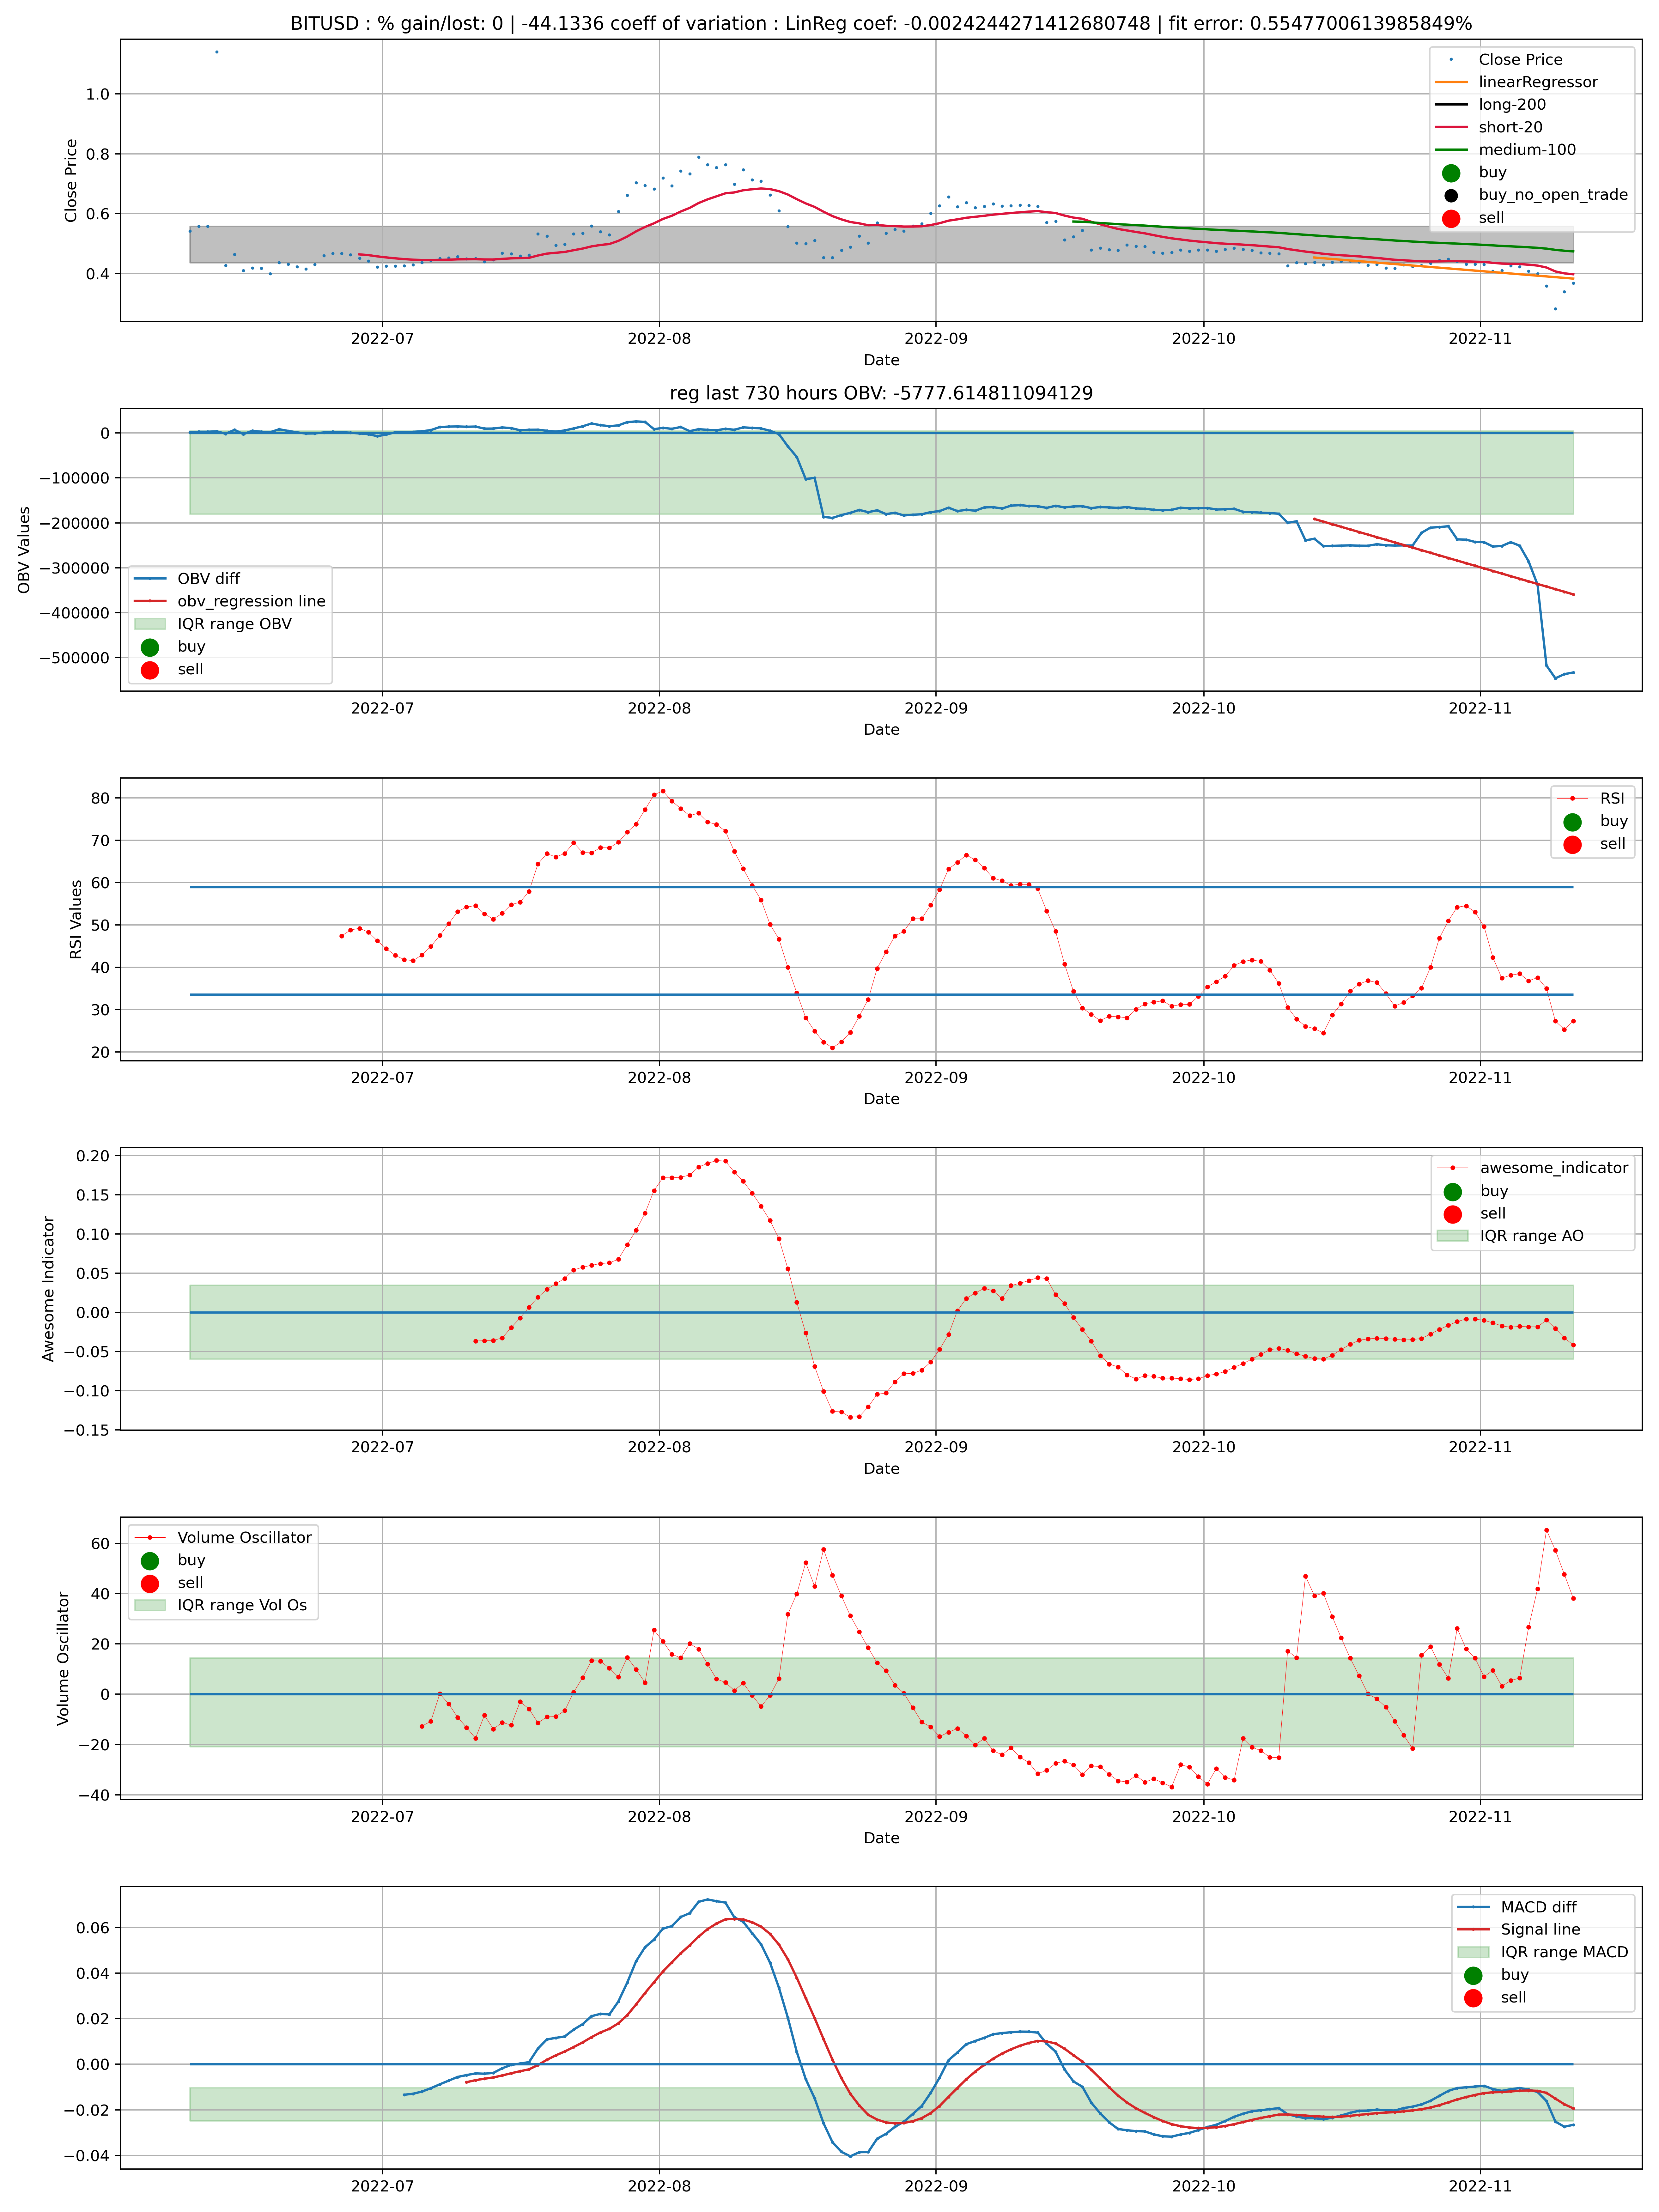 BITUSD : % gain/lost: 0 | -44.1336 coeff of variation : LinReg coef: -0.0024244271412680748 | fit error: 0.5547700613985849%
Close Price
1.0
0.8
0.6
0.4
Close Price
linearRegressor
long-200
short-20
medium-100
buy
buy_no_open_trade
sell
2022-07
2022-08
2022-09
2022-10
2022-11
Date
reg last 730 hours OBV: -5777.614811094129
OBV Values
0
−100000
−200000
−300000
−400000
−500000
OBV diff
obv_regression line
IQR range OBV
buy
sell
2022-07
2022-08
2022-09
2022-10
2022-11
Date
RSI Values
80
70
60
50
40
30
20
RSI
buy
sell
2022-07
2022-08
2022-09
2022-10
2022-11
Date
Awesome Indicator
0.20
0.15
0.10
0.05
0.00
−0.05
−0.10
−0.15
awesome_indicator
buy
sell
IQR range AO
2022-07
2022-08
2022-09
2022-10
2022-11
Date
Volume Oscillator
60
40
20
0
−20
−40
Volume Oscillator
buy
sell
IQR range Vol Os
2022-07
2022-08
2022-09
2022-10
2022-11
Date
0.06
0.04
0.02
0.00
−0.02
−0.04
MACD diff
Signal line
IQR range MACD
buy
sell
2022-07
2022-08
2022-09
2022-10
2022-11